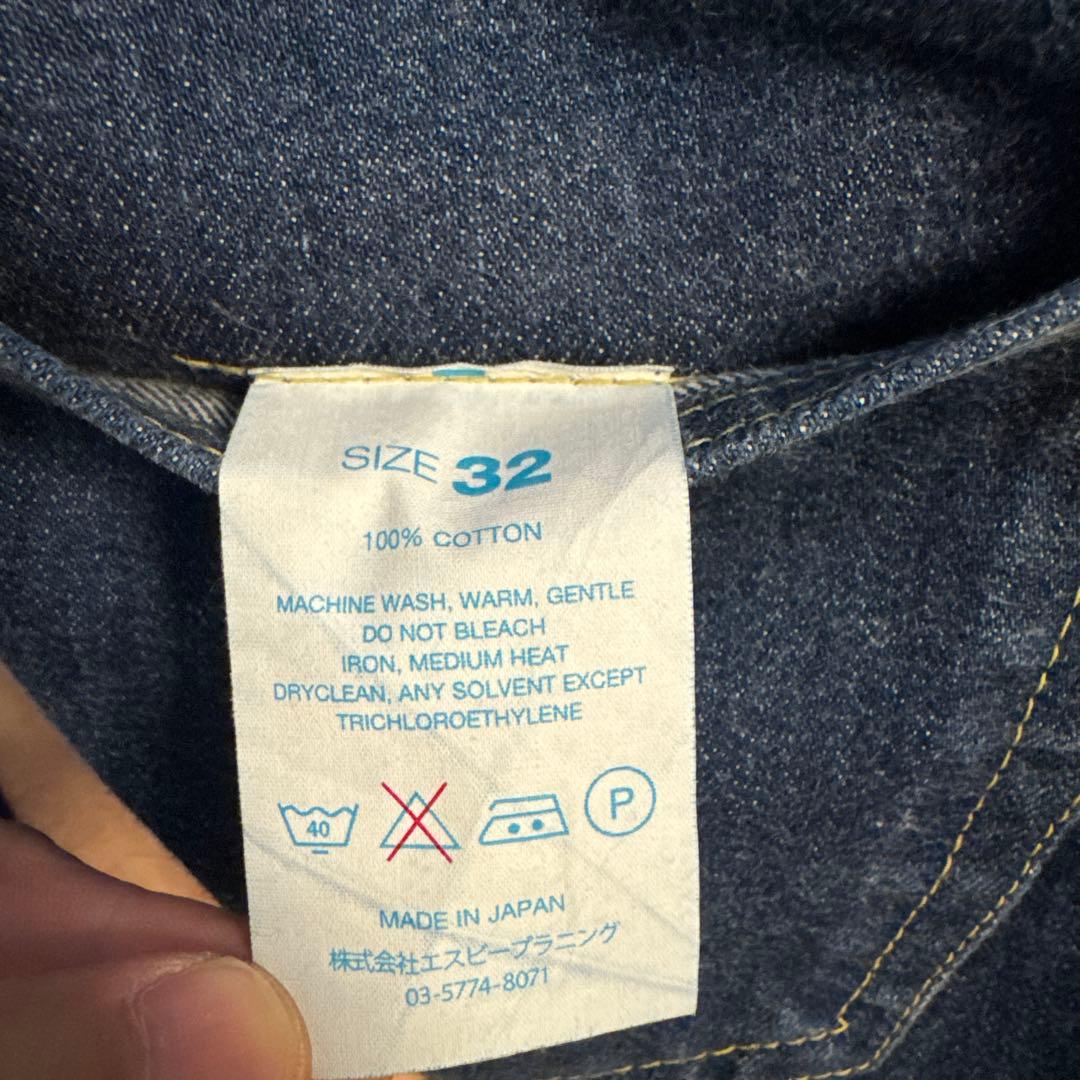 SIZE 32
100% COTTON
MACHINE WASH, WARM, GENTLE
DO NOT BLEACH
IRON, MEDIUM HEAT
DRYCLEAN, ANY SOLVENT EXCEPT
TRICHLOROETHYLENE
40 P
MADE IN JAPAN
株式会社エスピープラニング
03-5774-8071